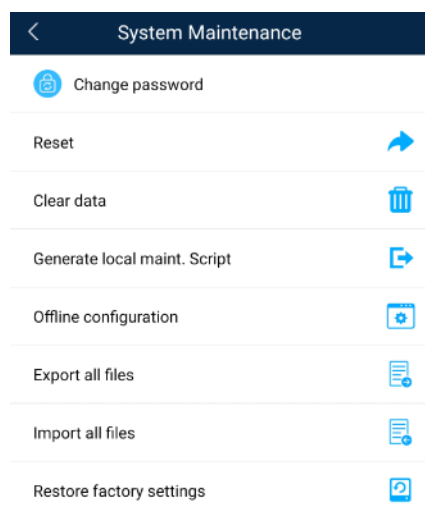 System Maintenance
Change password
Reset
Clear data
Generate local maint. Script
Offline configuration
Export all files
Import all files
Restore factory settings